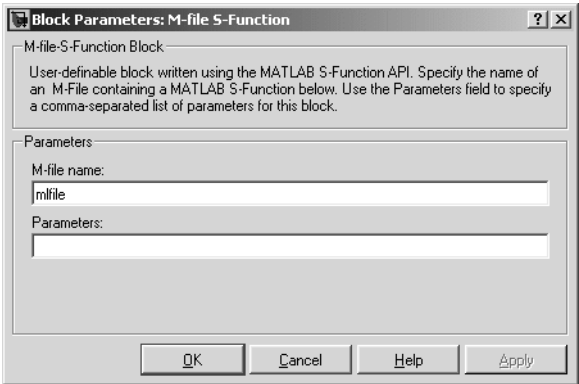 Block Parameters: M-file S-Function
M-file-S-Function Block
User-definable block written using the MATLAB S-Function API. Specify the name of
an M-File containing a MATLAB S-Function below. Use the Parameters field to specify
a comma-separated list of parameters for this block.
Parameters
M-file name:
mlfile
Parameters:
OK Cancel Help Apply